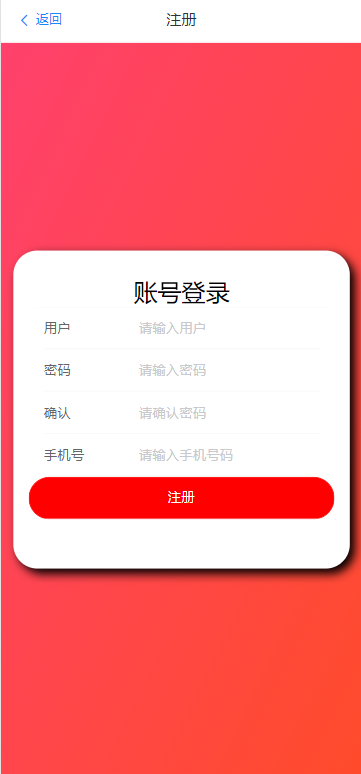 返回 注册
账号登录
用户 请输入用户
密码 请输入密码
确认 请确认密码
手机号 请输入手机号码
注册